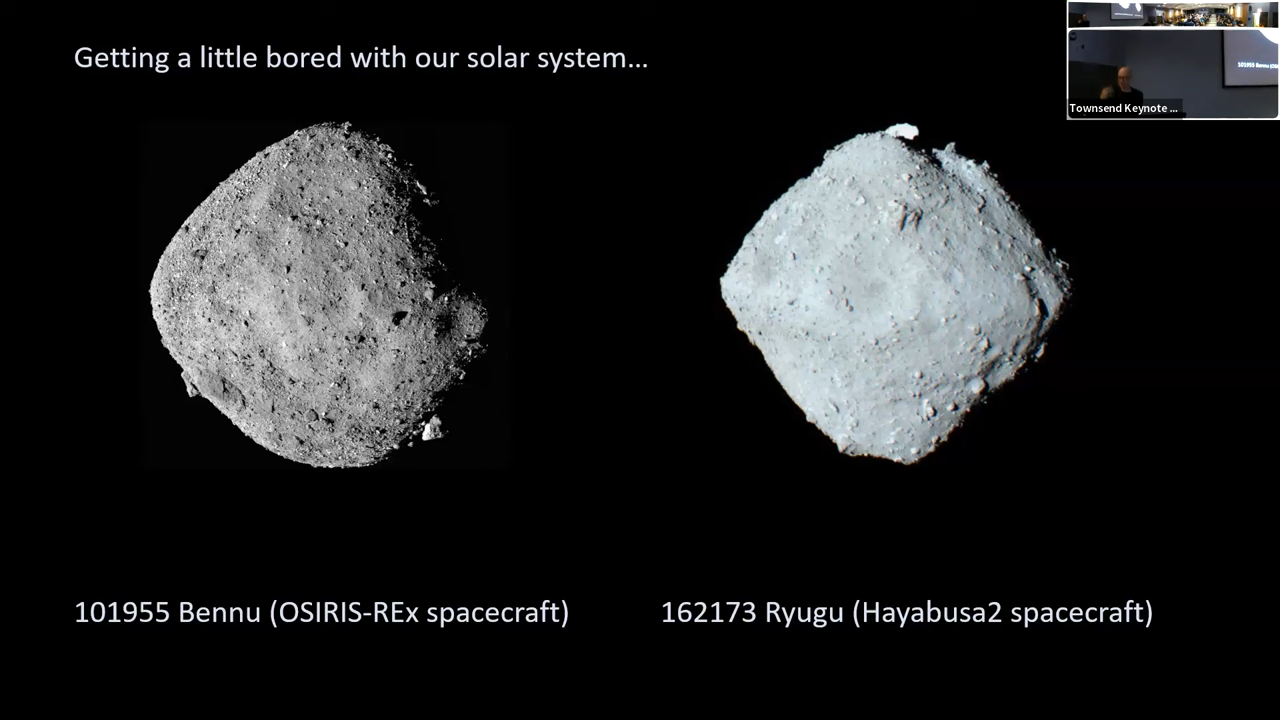 Getting a little bored with our solar system...
Townsend Keynote ...
101955 Bennu (OSIRIS-REx spacecraft)
162173 Ryugu (Hayabusa2 spacecraft)